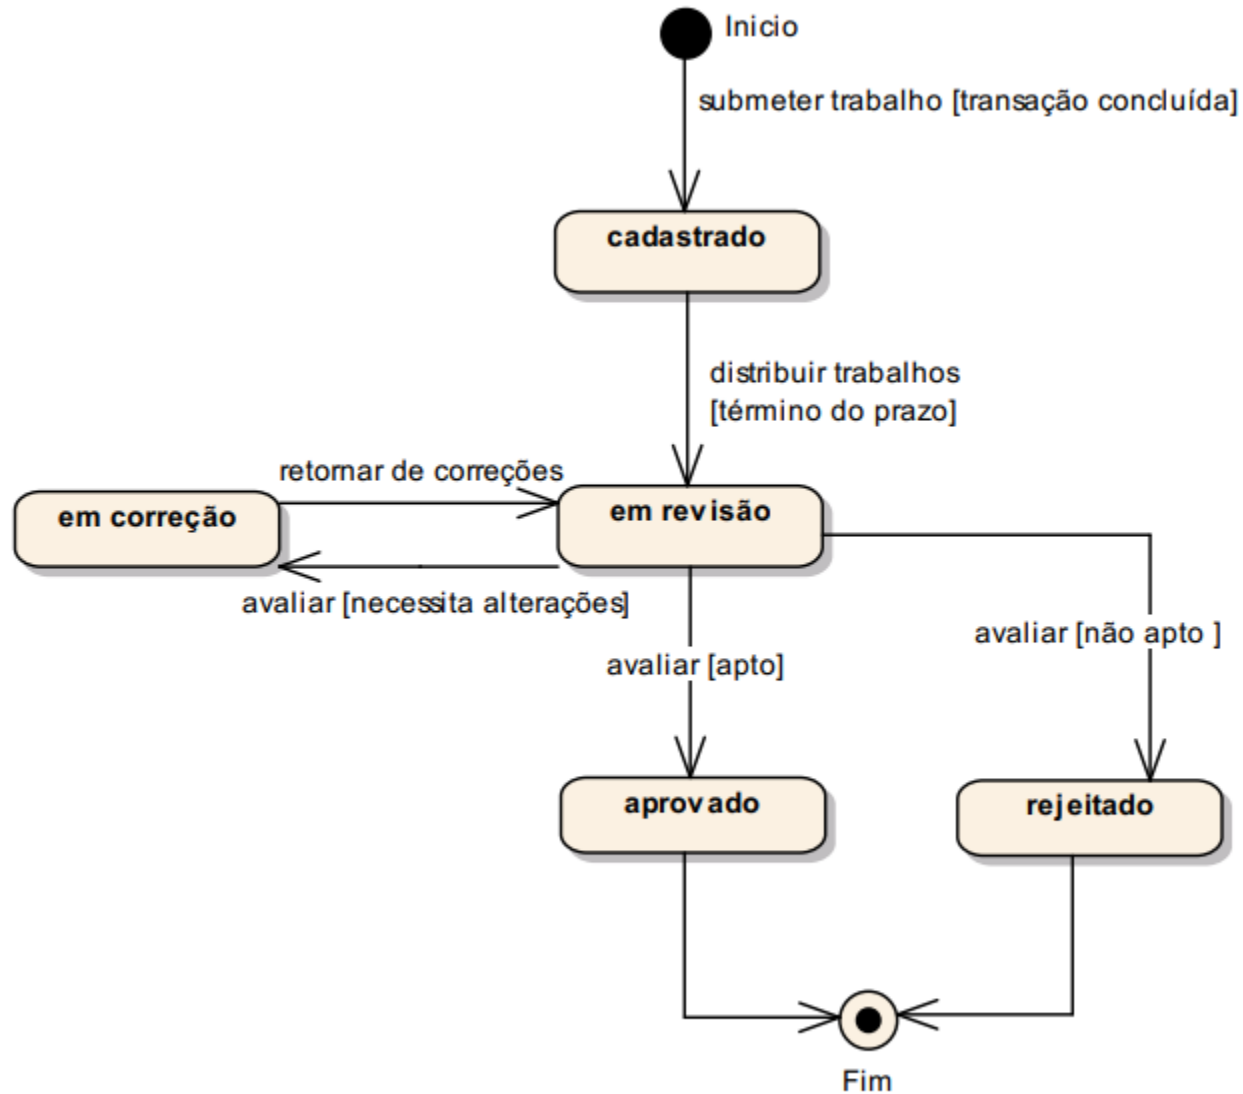 Inicio
submeter trabalho [transação concluída]
cadastrado
distribuir trabalhos
[término do prazo]
retornar de correções
em correção
em revisão
avaliar [necessita alterações]
avaliar [não apto ]
avaliar [apto]
aprovado
rejeitado
Fim